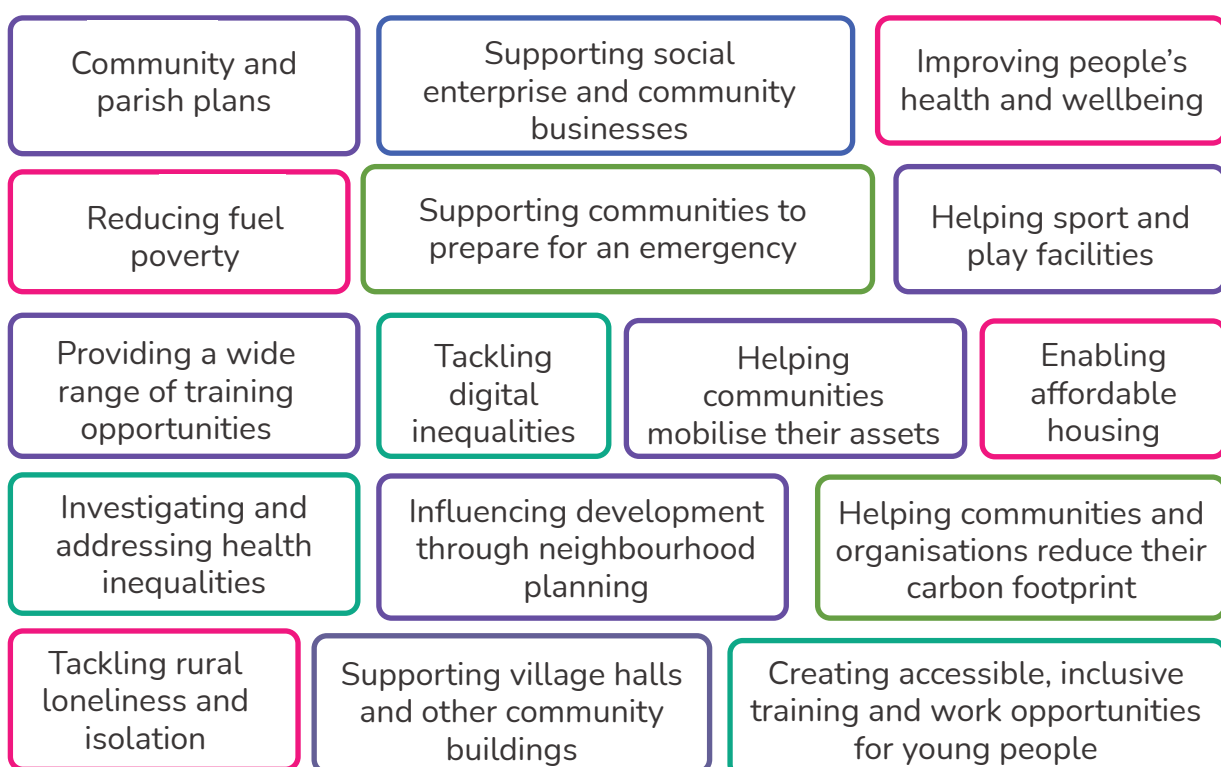 Community and
parish plans
Supporting social
enterprise and community
businesses
Improving people's
health and wellbeing
Reducing fuel
poverty
Supporting communities to
prepare for an emergency
Helping sport and
play facilities
Providing a wide
range of training
opportunities
Tackling
digital
inequalities
Helping
communities
mobilise their assets
Enabling
affordable
housing
Investigating and
addressing health
inequalities
Influencing development
through neighbourhood
planning
Helping communities and
organisations reduce their
carbon footprint
Tackling rural
loneliness and
isolation
Supporting village halls
and other community
buildings
Creating accessible, inclusive
training and work opportunities
for young people